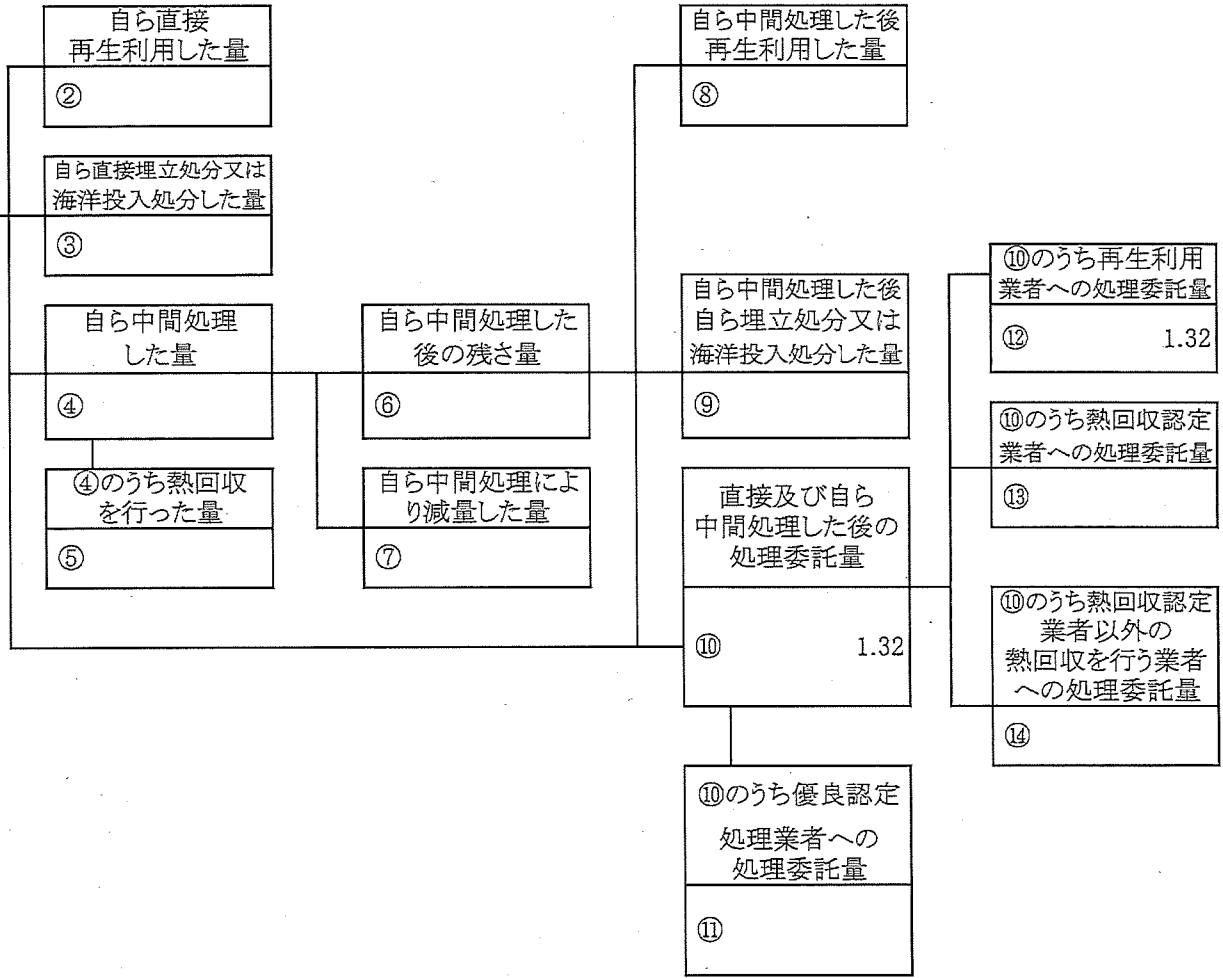 自ら直接
再生利用した量
②
自ら直接埋立処分又は
海洋投入処分した量
③
自ら中間処理
した量
④
④のうち熱回収
を行った量
⑤
自ら中間処理した
後の残さ量
⑥
自ら中間処理によ
り減量した量
⑦
自ら中間処理した後
再生利用した量
⑧
自ら中間処理した後
自ら埋立処分又は
海洋投入処分した量
⑨
直接及び自ら
中間処理した後の
処理委託量
⑩ 1.32
⑩のうち優良認定
処理業者への
処理委託量
⑪
⑩のうち再生利用
業者への処理委託量
⑫ 1.32
⑩のうち熱回収認定
業者への処理委託量
⑬
⑩のうち熱回収認定
業者以外の
熱回収を行う業者
への処理委託量
⑭